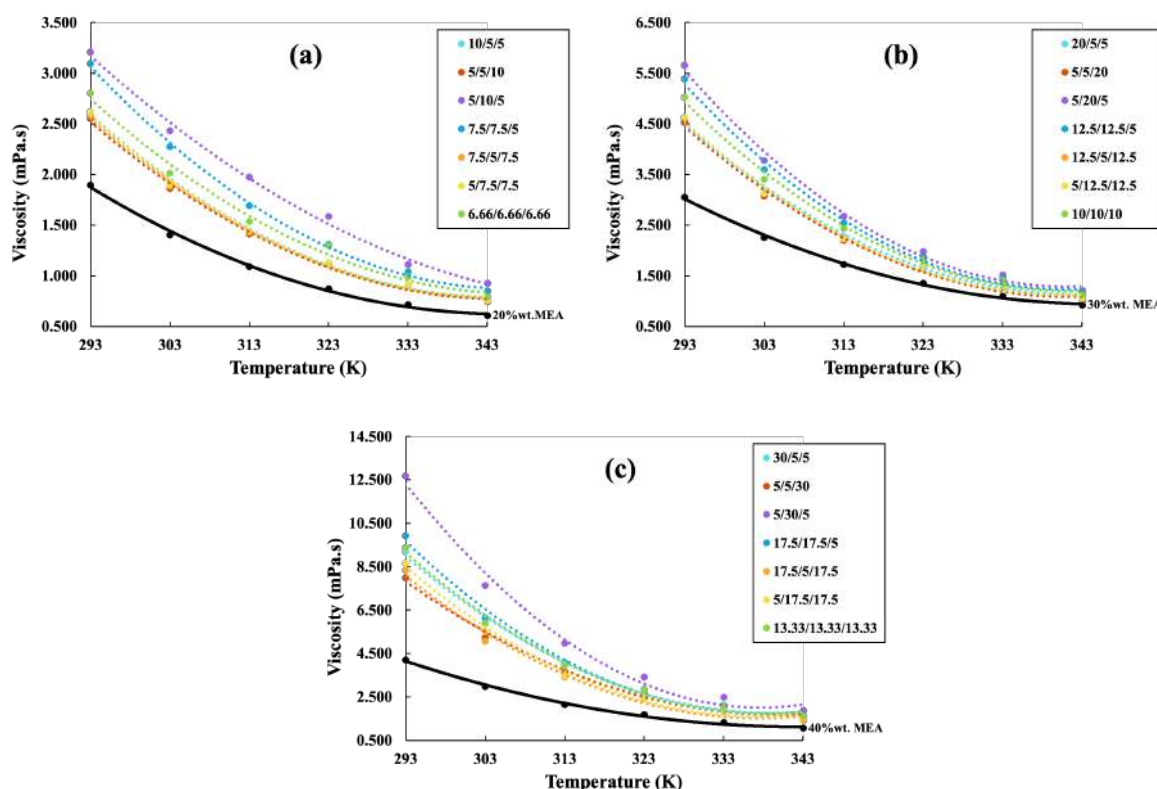 (a)
3.500
3.000
2.500
2.000
1.500
1.000
0.500
Viscosity (mPa.s)
293 303 313 323 333 343
Temperature (K)
10/5/5
5/5/10
5/10/5
7.5/7.5/5
7.5/5/7.5
5/7.5/7.5
6.66/6.66/6.66
20%wt.MEA
(b)
6.500
5.500
4.500
3.500
2.500
1.500
0.500
Viscosity (mPa.s)
293 303 313 323 333 343
Temperature (K)
20/5/5
5/5/20
5/20/5
12.5/12.5/5
12.5/5/12.5
5/12.5/12.5
10/10/10
30%wt. MEA
(c)
14.500
12.500
10.500
8.500
6.500
4.500
2.500
0.500
Viscosity (mPa.s)
293 303 313 323 333 343
Temperature (K)
30/5/5
5/5/30
5/30/5
17.5/17.5/5
17.5/5/17.5
5/17.5/17.5
13.33/13.33/13.33
40%wt. MEA